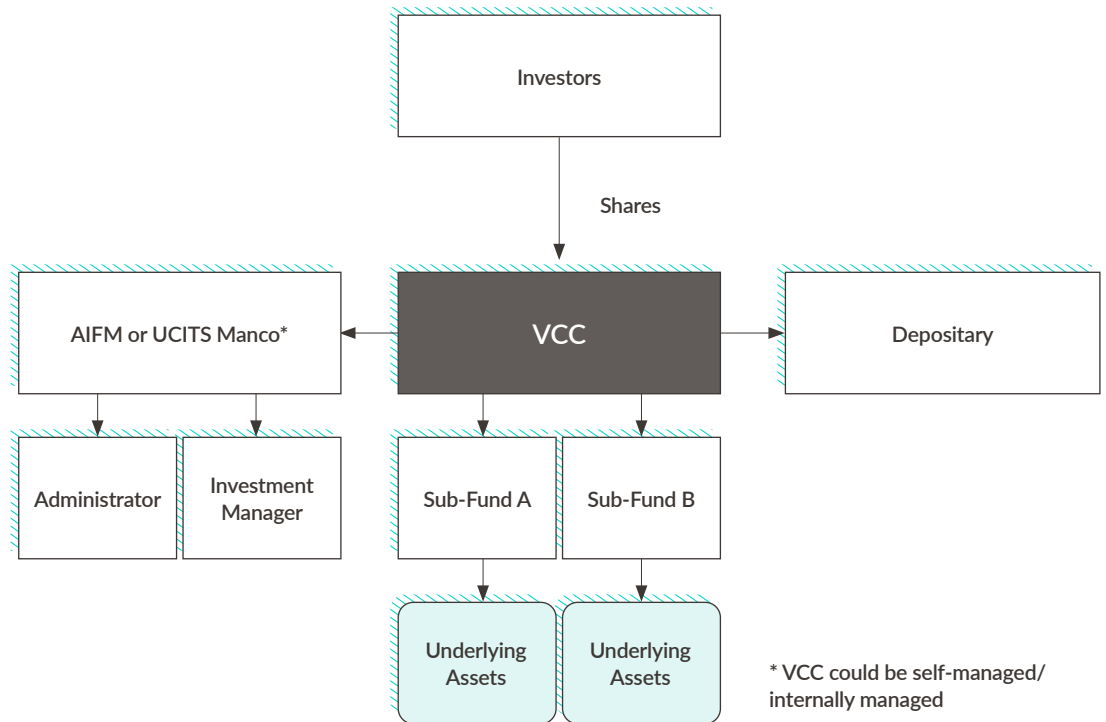 Investors
Shares
AIFM or UCITS Manco*
VCC
Depositary
Administrator
Investment
Manager
Sub-Fund A
Sub-Fund B
Underlying
Assets
Underlying
Assets
* VCC could be self-managed/
internally managed